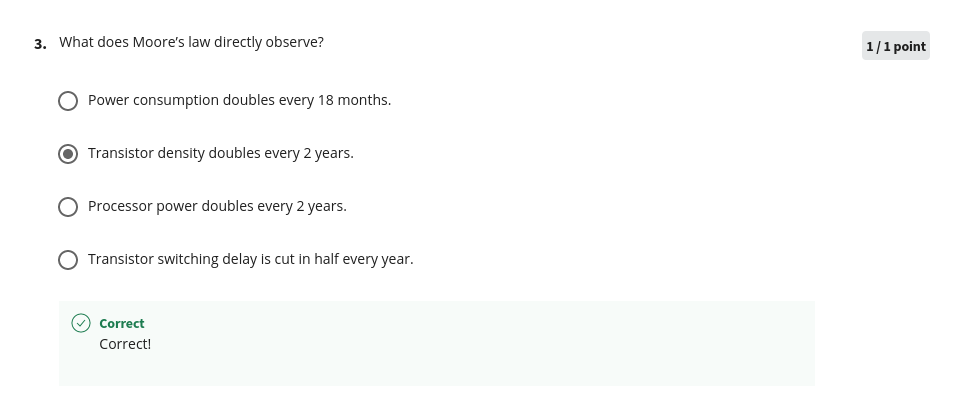 3. What does Moore’s law directly observe?
1 / 1 point
Power consumption doubles every 18 months.
Transistor density doubles every 2 years.
Processor power doubles every 2 years.
Transistor switching delay is cut in half every year.
Correct
Correct!